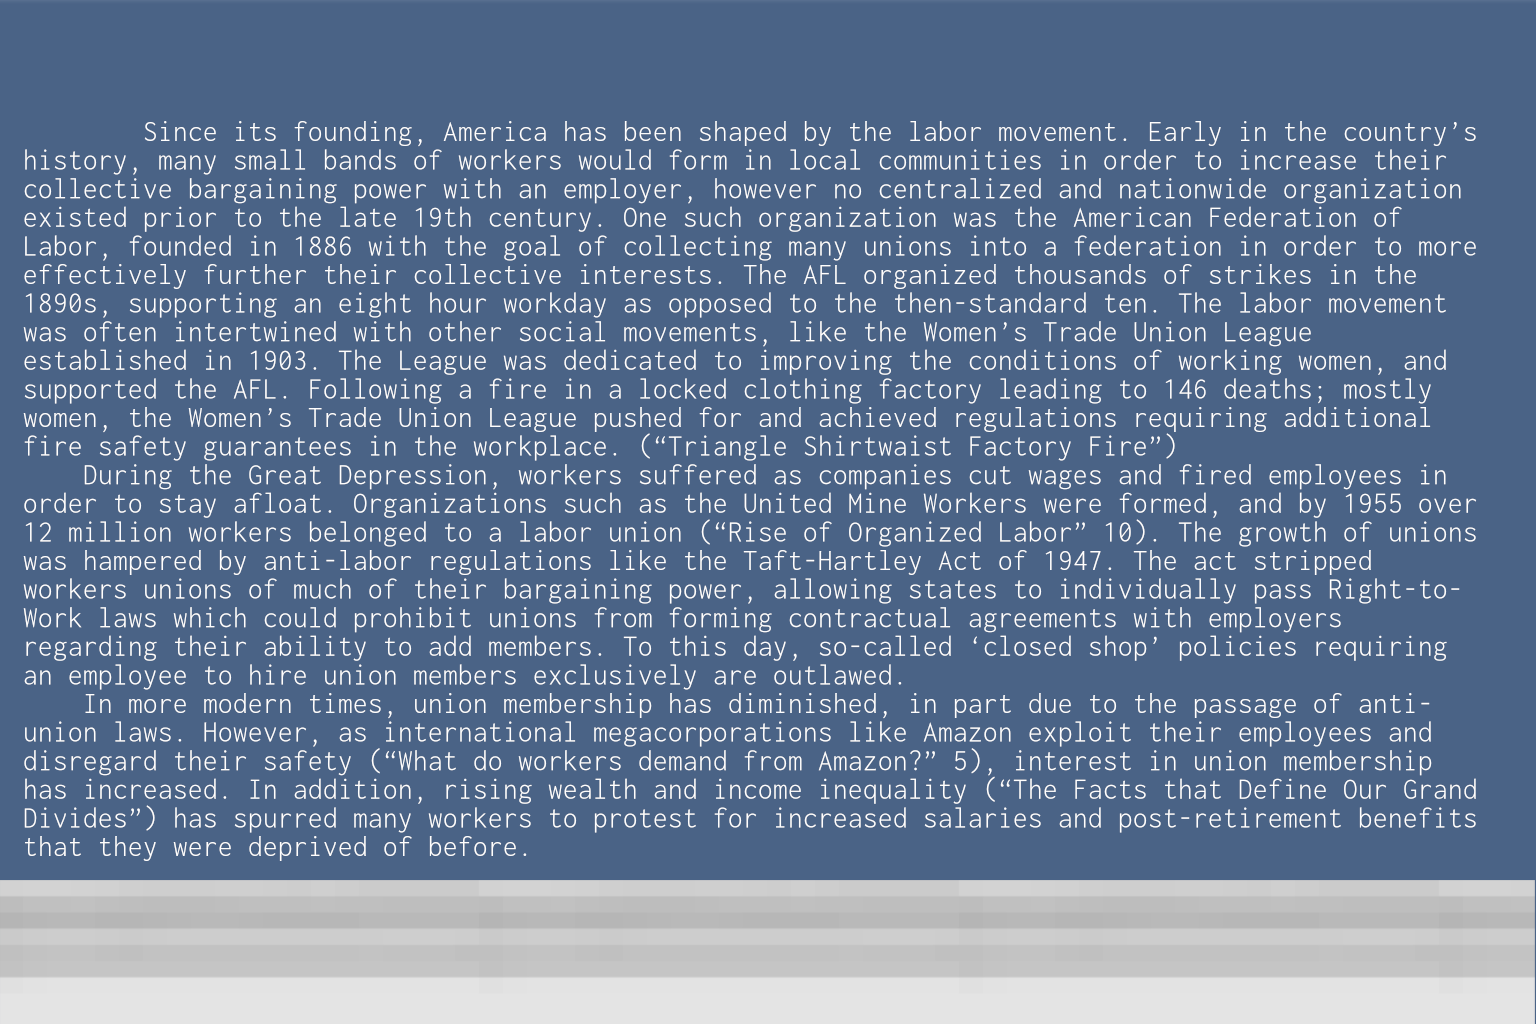 Since its founding, America has been shaped by the labor movement. Early in the country’s
history, many small bands of workers would form in local communities in order to increase their
collective bargaining power with an employer, however no centralized and nationwide organization
existed prior to the late 19th century. One such organization was the American Federation of
Labor, founded in 1886 with the goal of collecting many unions into a federation in order to more
effectively further their collective interests. The AFL organized thousands of strikes in the
1890s, supporting an eight hour workday as opposed to the then-standard ten. The labor movement
was often intertwined with other social movements, like the Women’s Trade Union League
established in 1903. The League was dedicated to improving the conditions of working women, and
supported the AFL. Following a fire in a locked clothing factory leading to 146 deaths; mostly
women, the Women’s Trade Union League pushed for and achieved regulations requiring additional
fire safety guarantees in the workplace. (“Triangle Shirtwaist Factory Fire”)
During the Great Depression, workers suffered as companies cut wages and fired employees in
order to stay afloat. Organizations such as the United Mine Workers were formed, and by 1955 over
12 million workers belonged to a labor union (“Rise of Organized Labor” 10). The growth of unions
was hampered by anti-labor regulations like the Taft-Hartley Act of 1947. The act stripped
workers unions of much of their bargaining power, allowing states to individually pass Right-to-
Work laws which could prohibit unions from forming contractual agreements with employers
regarding their ability to add members. To this day, so-called ‘closed shop’ policies requiring
an employee to hire union members exclusively are outlawed.
In more modern times, union membership has diminished, in part due to the passage of anti-
union laws. However, as international megacorporations like Amazon exploit their employees and
disregard their safety (“What do workers demand from Amazon?” 5), interest in union membership
has increased. In addition, rising wealth and income inequality (“The Facts that Define Our Grand
Divides”) has spurred many workers to protest for increased salaries and post-retirement benefits
that they were deprived of before.